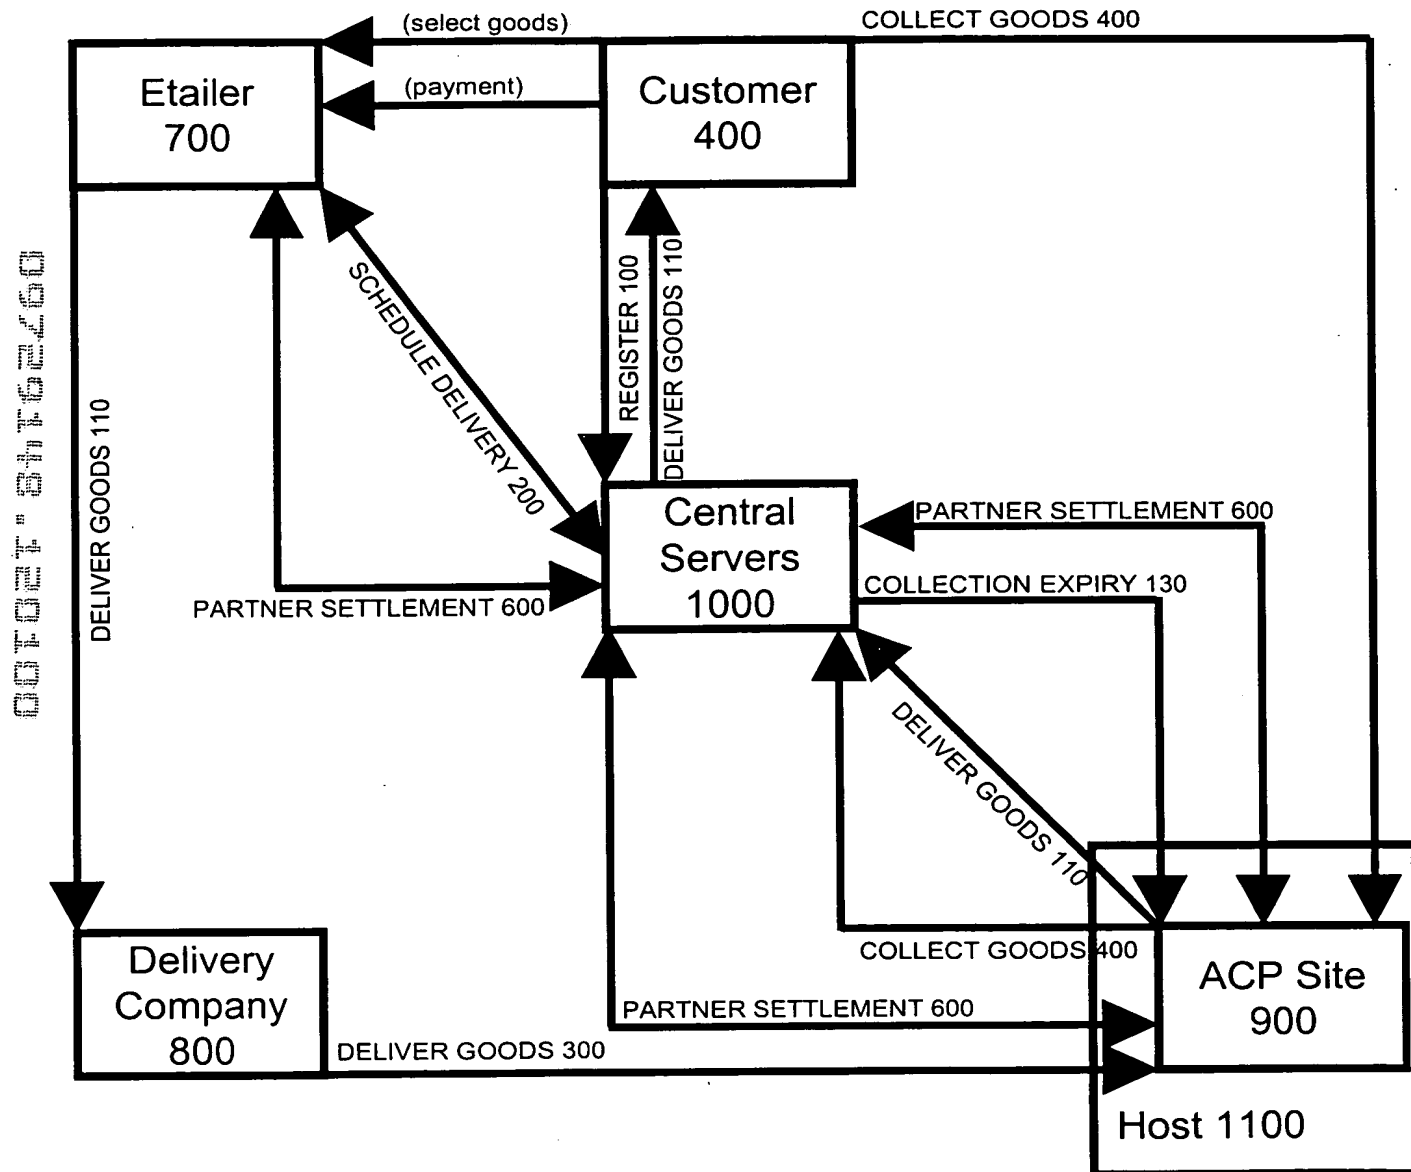 (select goods)
COLLECT GOODS 400
Etailer
700
(payment)
Customer
400
SCHEDULE DELIVERY 200
REGISTER 100
DELIVER GOODS 110
DELIVER GOODS 110
Central
Servers
1000
PARTNER SETTLEMENT 600
COLLECTION EXPIRY 130
PARTNER SETTLEMENT 600
DELIVER GOODS 110
COLLECT GOODS 400
Delivery
Company
800
ACP Site
900
PARTNER SETTLEMENT 600
DELIVER GOODS 300
Host 1100